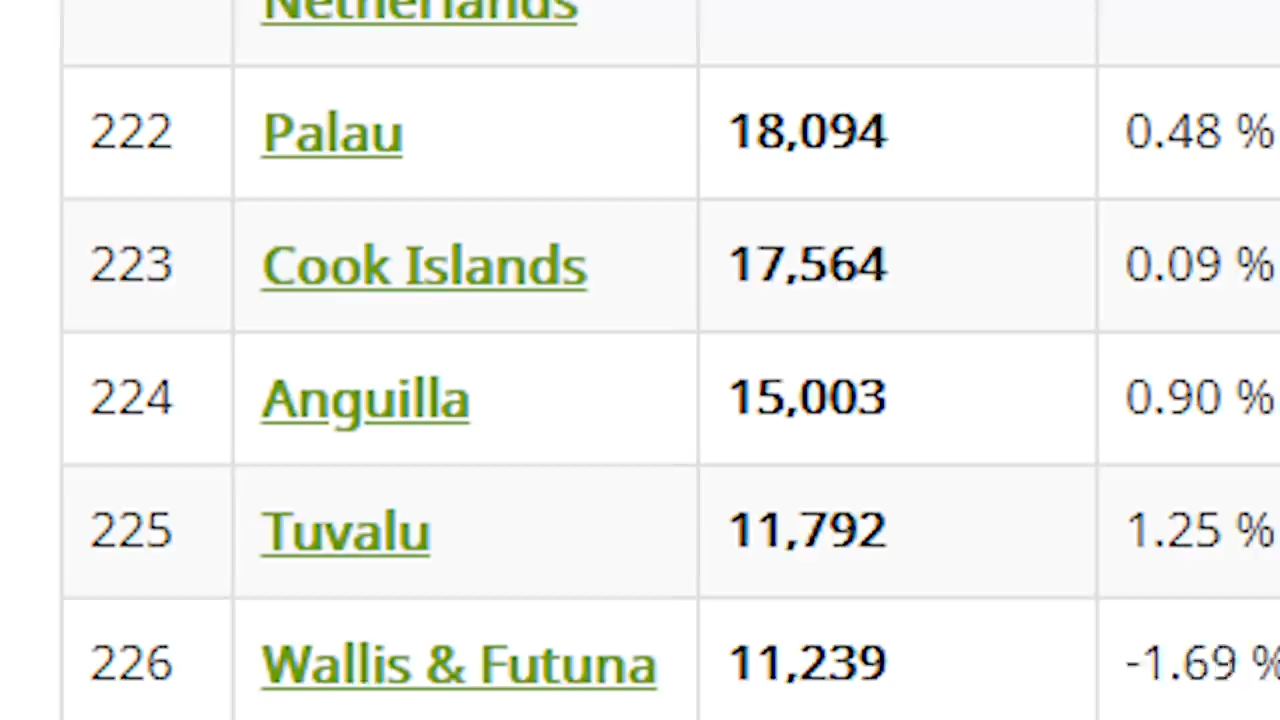 Netherlands
222 Palau 18,094 0.48 %
223 Cook Islands 17,564 0.09 %
224 Anguilla 15,003 0.90 %
225 Tuvalu 11,792 1.25 %
226 Wallis & Futuna 11,239 -1.69 %